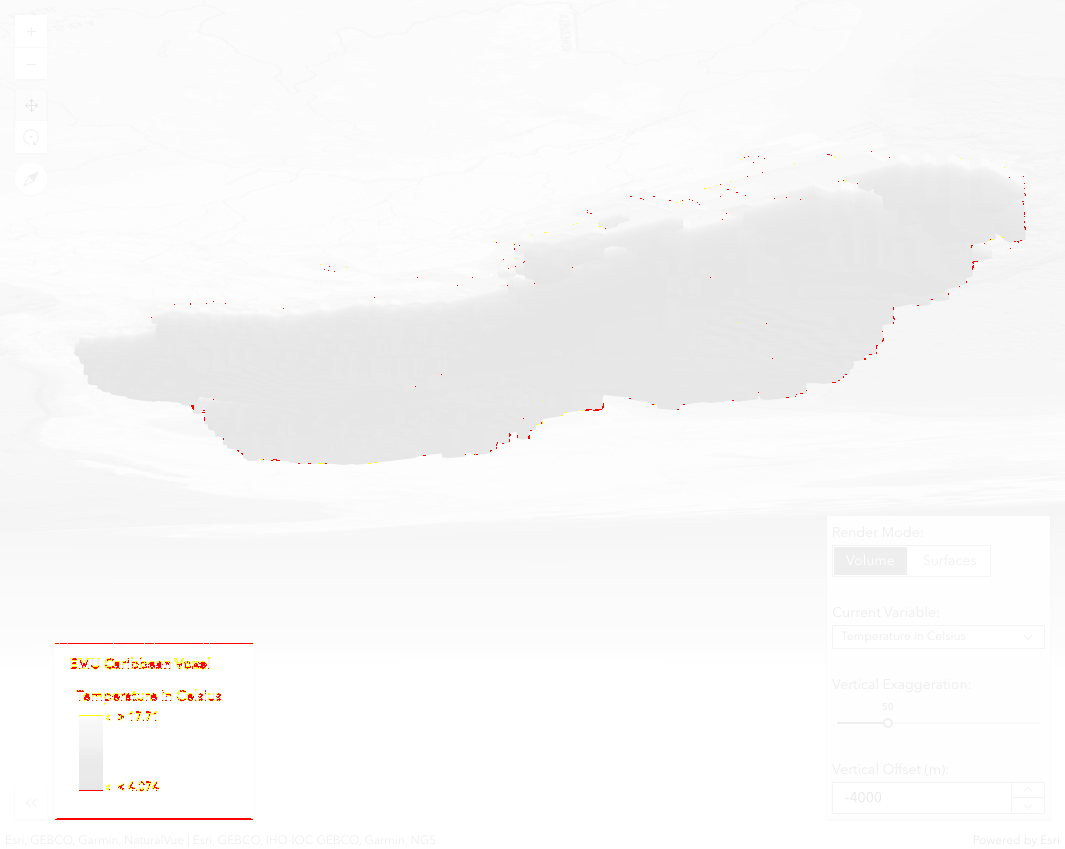 Render Mode:
Volume
Surfaces
Current Variable:
Temperature in Celsius
Vertical Exaggeration:
50
Vertical Offset (m):
-4000
EMU Caribbean Voxel
Temperature in Celsius
> 17.71
< 4.074
Esri, GEBCO, Garmin, NaturalVue | Esri, GEBCO, IHO-IOC GEBCO, Garmin, NGS
Powered by Esri